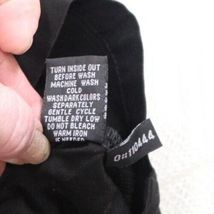 TURN INSIDE OUT
BEFORE WASH
MACHINE WASH
COLD
WASH DARK COLORS
SEPARATELY
GENTLE CYCLE
TUMBLE DRY LOW
DO NOT BLEACH
WARM IRON
IF NEEDED